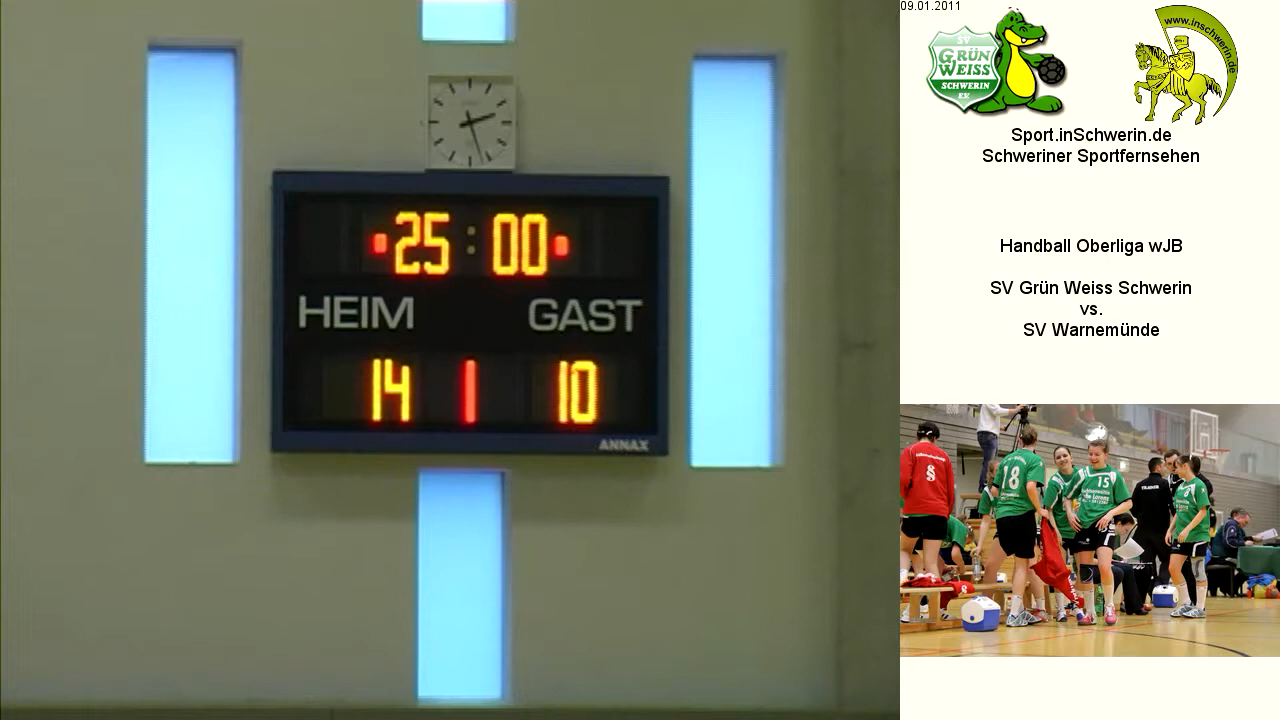 25:00
HEIM GAST
14 1 10
ANNAX
09.01.2011
SV
GRÜN
WEISS
SCHWERIN
E.V.
www.inschwerin.de
Sport.inSchwerin.de
Schweriner Sportfernsehen
Handball Oberliga wJB
SV Grün Weiss Schwerin
vs.
SV Warnemünde
18
15